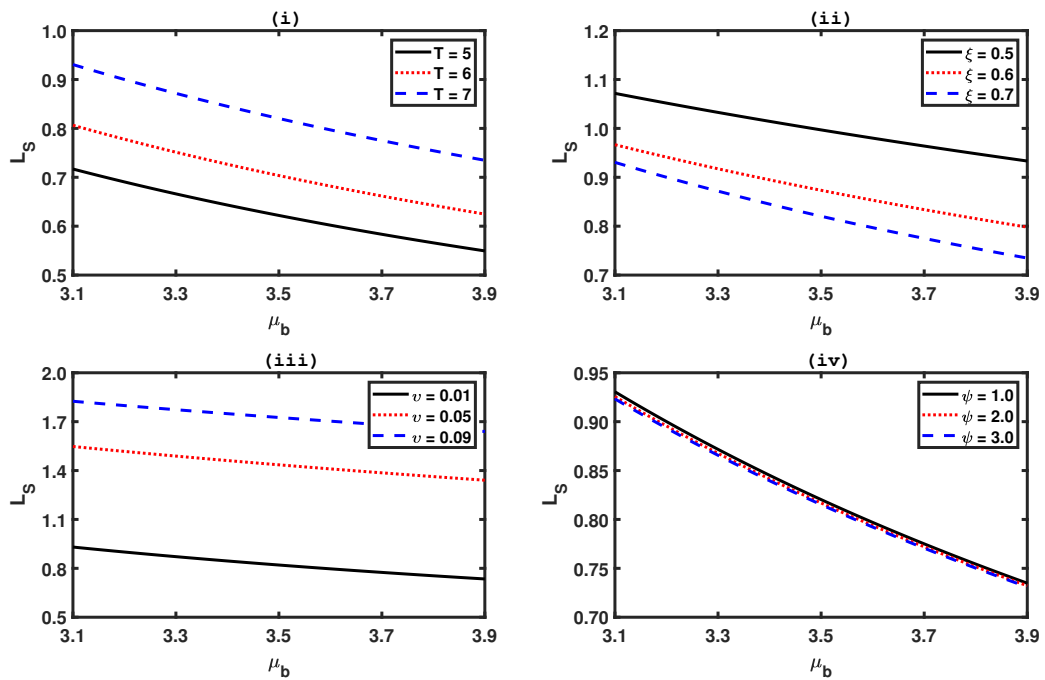 (i)
1.0
0.9
0.8
0.7
0.6
0.5
L_S
3.1 3.3 3.5 3.7 3.9
μ_b
T = 5
T = 6
T = 7
(ii)
1.2
1.1
1.0
0.9
0.8
0.7
L_S
3.1 3.3 3.5 3.7 3.9
μ_b
ξ = 0.5
ξ = 0.6
ξ = 0.7
(iii)
2.0
1.7
1.4
1.1
0.8
0.5
L_S
3.1 3.3 3.5 3.7 3.9
μ_b
υ = 0.01
υ = 0.05
υ = 0.09
(iv)
0.95
0.90
0.85
0.80
0.75
0.70
L_S
3.1 3.3 3.5 3.7 3.9
μ_b
ψ = 1.0
ψ = 2.0
ψ = 3.0